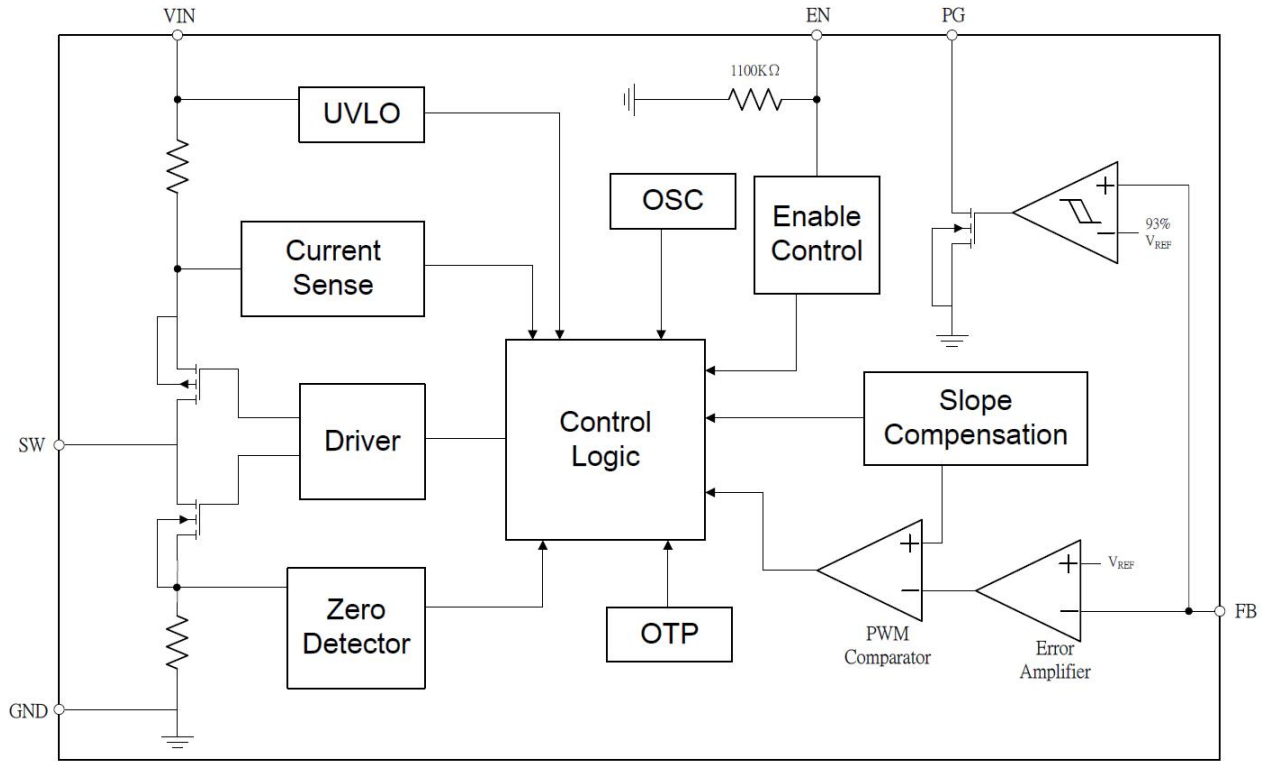 VIN
EN
PG
1100KΩ
UVLO
OSC
Enable
Control
+
−
93%
VREF
Current
Sense
Control
Logic
Slope
Compensation
SW
Driver
+
−
+
−
VREF
Zero
Detector
OTP
FB
PWM
Comparator
Error
Amplifier
GND